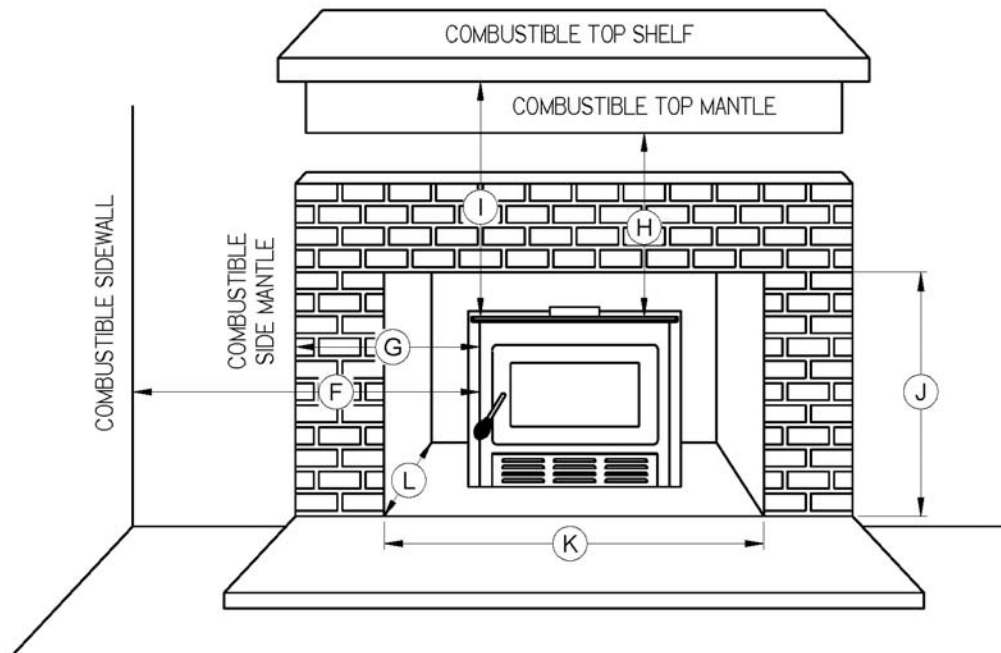 COMBUSTIBLE TOP SHELF
COMBUSTIBLE TOP MANTLE
COMBUSTIBLE SIDEWALL
COMBUSTIBLE
SIDE MANTLE
I
H
G
F
J
L
K